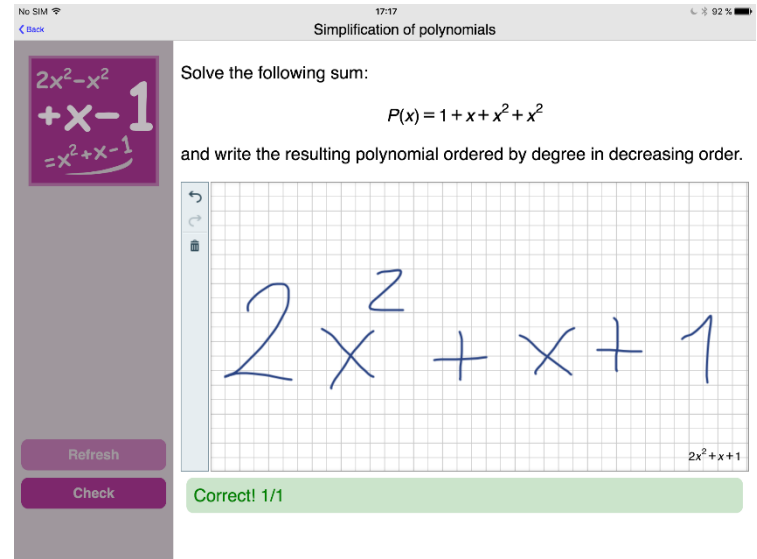 No SIM 17:17 92 %
Back Simplification of polynomials
2x²-x²
+x-1
=x²+x-1
Solve the following sum:
P(x) = 1 + x + x² + x²
and write the resulting polynomial ordered by degree in decreasing order.
2x² + x + 1
2x²+x+1
Refresh
Check
Correct! 1/1